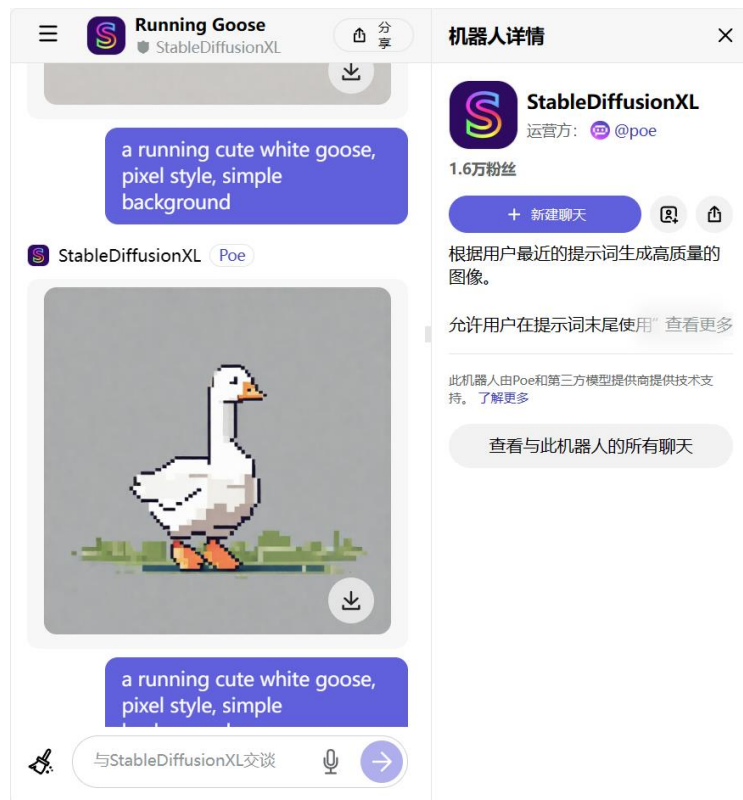 Running Goose
StableDiffusionXL
分
享
a running cute white goose,
pixel style, simple
background
StableDiffusionXL Poe
a running cute white goose,
pixel style, simple
与StableDiffusionXL交谈
机器人详情
StableDiffusionXL
运营方： @poe
1.6万粉丝
+ 新建聊天
根据用户最近的提示词生成高质量的
图像。
允许用户在提示词末尾使用" 查看更多
此机器人由Poe和第三方模型提供商提供技术支
持。 了解更多
查看与此机器人的所有聊天